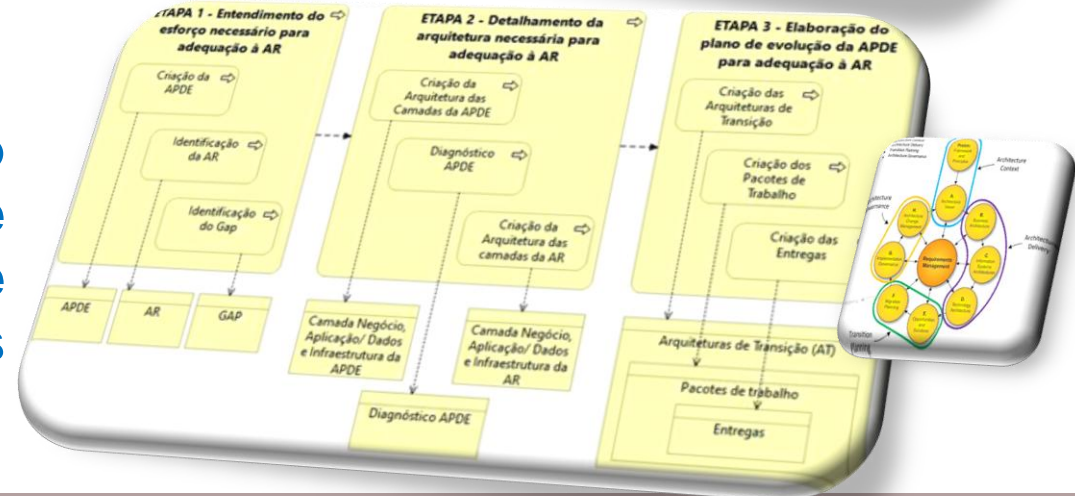 ETAPA 1 - Entendimento do
esforço necessário para
adequação à AR
Criação da
APDE
Identificação
da AR
Identificação
do Gap
APDE
AR
GAP
ETAPA 2 - Detalhamento da
arquitetura necessária para
adequação à AR
Criação da
Arquitetura das
Camadas da APDE
Diagnóstico
APDE
Criação da
Arquitetura das
camadas da AR
Camada Negócio,
Aplicação/ Dados
e Infraestrutura da
APDE
Camada Negócio,
Aplicação/ Dados
e Infraestrutura da
AR
Diagnóstico APDE
ETAPA 3 - Elaboração do
plano de evolução da APDE
para adequação à AR
Criação das
Arquiteturas de
Transição
Criação dos
Pacotes de
Trabalho
Criação das
Entregas
Arquiteturas de Transição (AT)
Pacotes de trabalho
Entregas
Architecture
Context
Requirements
Management
Transition
Planning